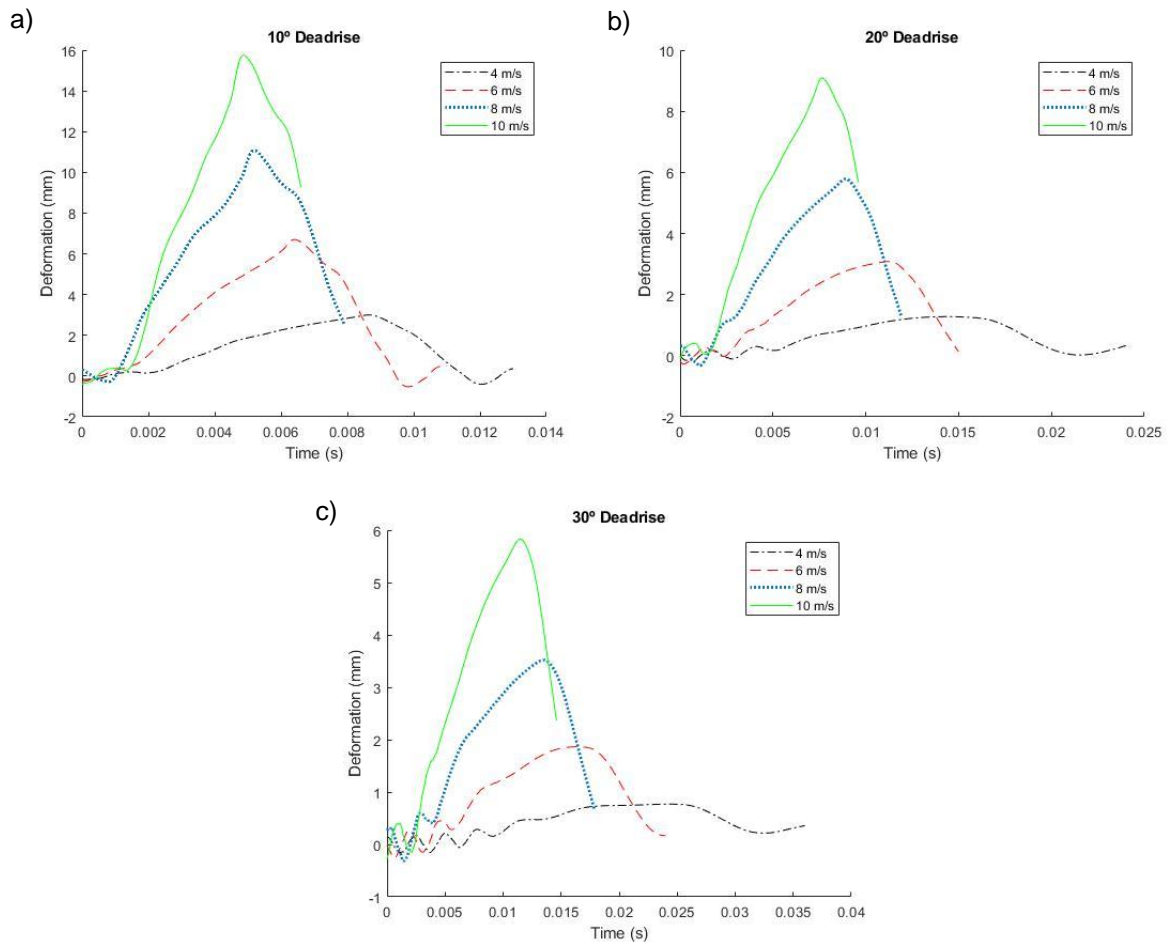 a)
10º Deadrise
16
14
12
10
8
6
4
2
0
-2
Deformation (mm)
0 0.002 0.004 0.006 0.008 0.01 0.012 0.014
Time (s)
4 m/s
6 m/s
8 m/s
10 m/s
b)
20º Deadrise
10
8
6
4
2
0
-2
Deformation (mm)
0 0.005 0.01 0.015 0.02 0.025
Time (s)
4 m/s
6 m/s
8 m/s
10 m/s
c)
30º Deadrise
6
5
4
3
2
1
0
-1
Deformation (mm)
0 0.005 0.01 0.015 0.02 0.025 0.03 0.035 0.04
Time (s)
4 m/s
6 m/s
8 m/s
10 m/s